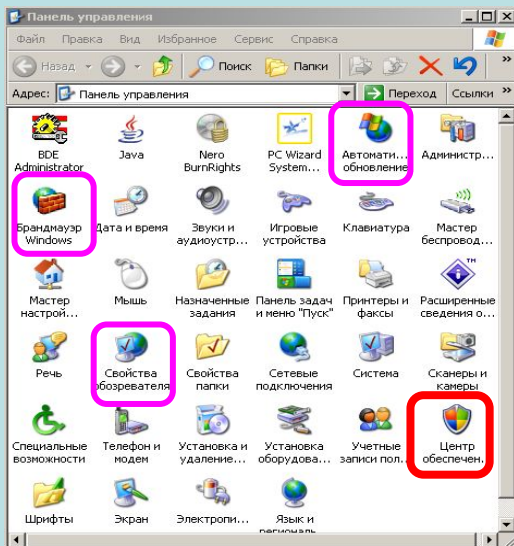 Панель управления
Файл Правка Вид Избранное Сервис Справка
Назад Поиск Папки »
Адрес: Панель управления Переход Ссылки »
BDE Administrator
Java
Nero BurnRights
PC Wizard System...
Автомати... обновление
Администр...
Брандмауэр Windows
Дата и время
Звуки и аудиоустр...
Игровые устройства
Клавиатура
Мастер беспровод...
Мастер настрой...
Мышь
Назначенные задания
Панель задач и меню "Пуск"
Принтеры и факсы
Расширенные сведения о...
Речь
Свойства обозревателя
Свойства папки
Сетевые подключения
Система
Сканеры и камеры
Специальные возможности
Телефон и модем
Установка и удаление...
Установка оборудова...
Учетные записи пол...
Центр обеспечен...
Шрифты
Экран
Электропи...
Язык и регионал